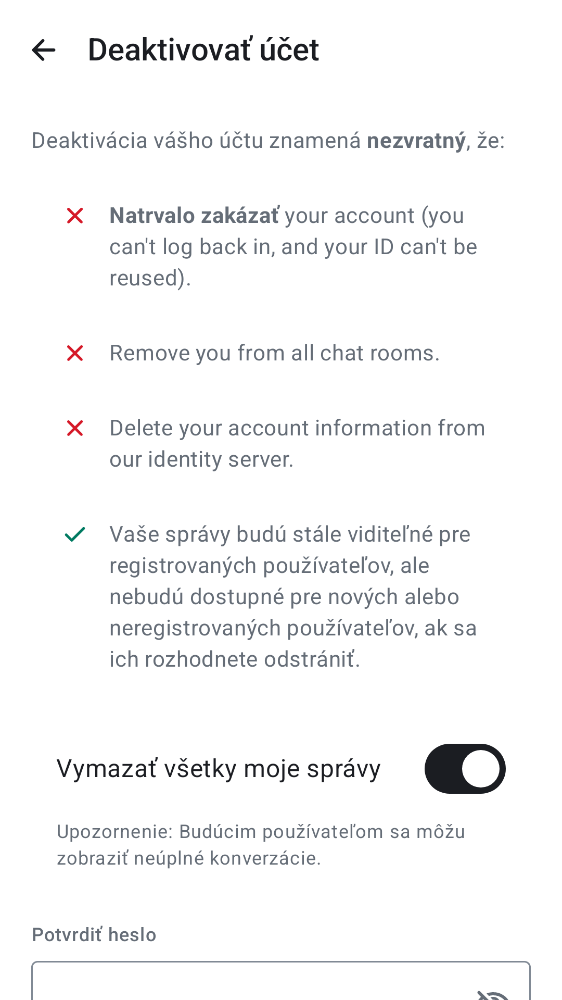 Deaktivovať účet
Deaktivácia vášho účtu znamená nezvratný, že:
Natrvalo zakázať your account (you
can't log back in, and your ID can't be
reused).
Remove you from all chat rooms.
Delete your account information from
our identity server.
Vaše správy budú stále viditeľné pre
registrovaných používateľov, ale
nebudú dostupné pre nových alebo
neregistrovaných používateľov, ak sa
ich rozhodnete odstrániť.
Vymazať všetky moje správy
Upozornenie: Budúcim používateľom sa môžu
zobraziť neúplné konverzácie.
Potvrdiť heslo